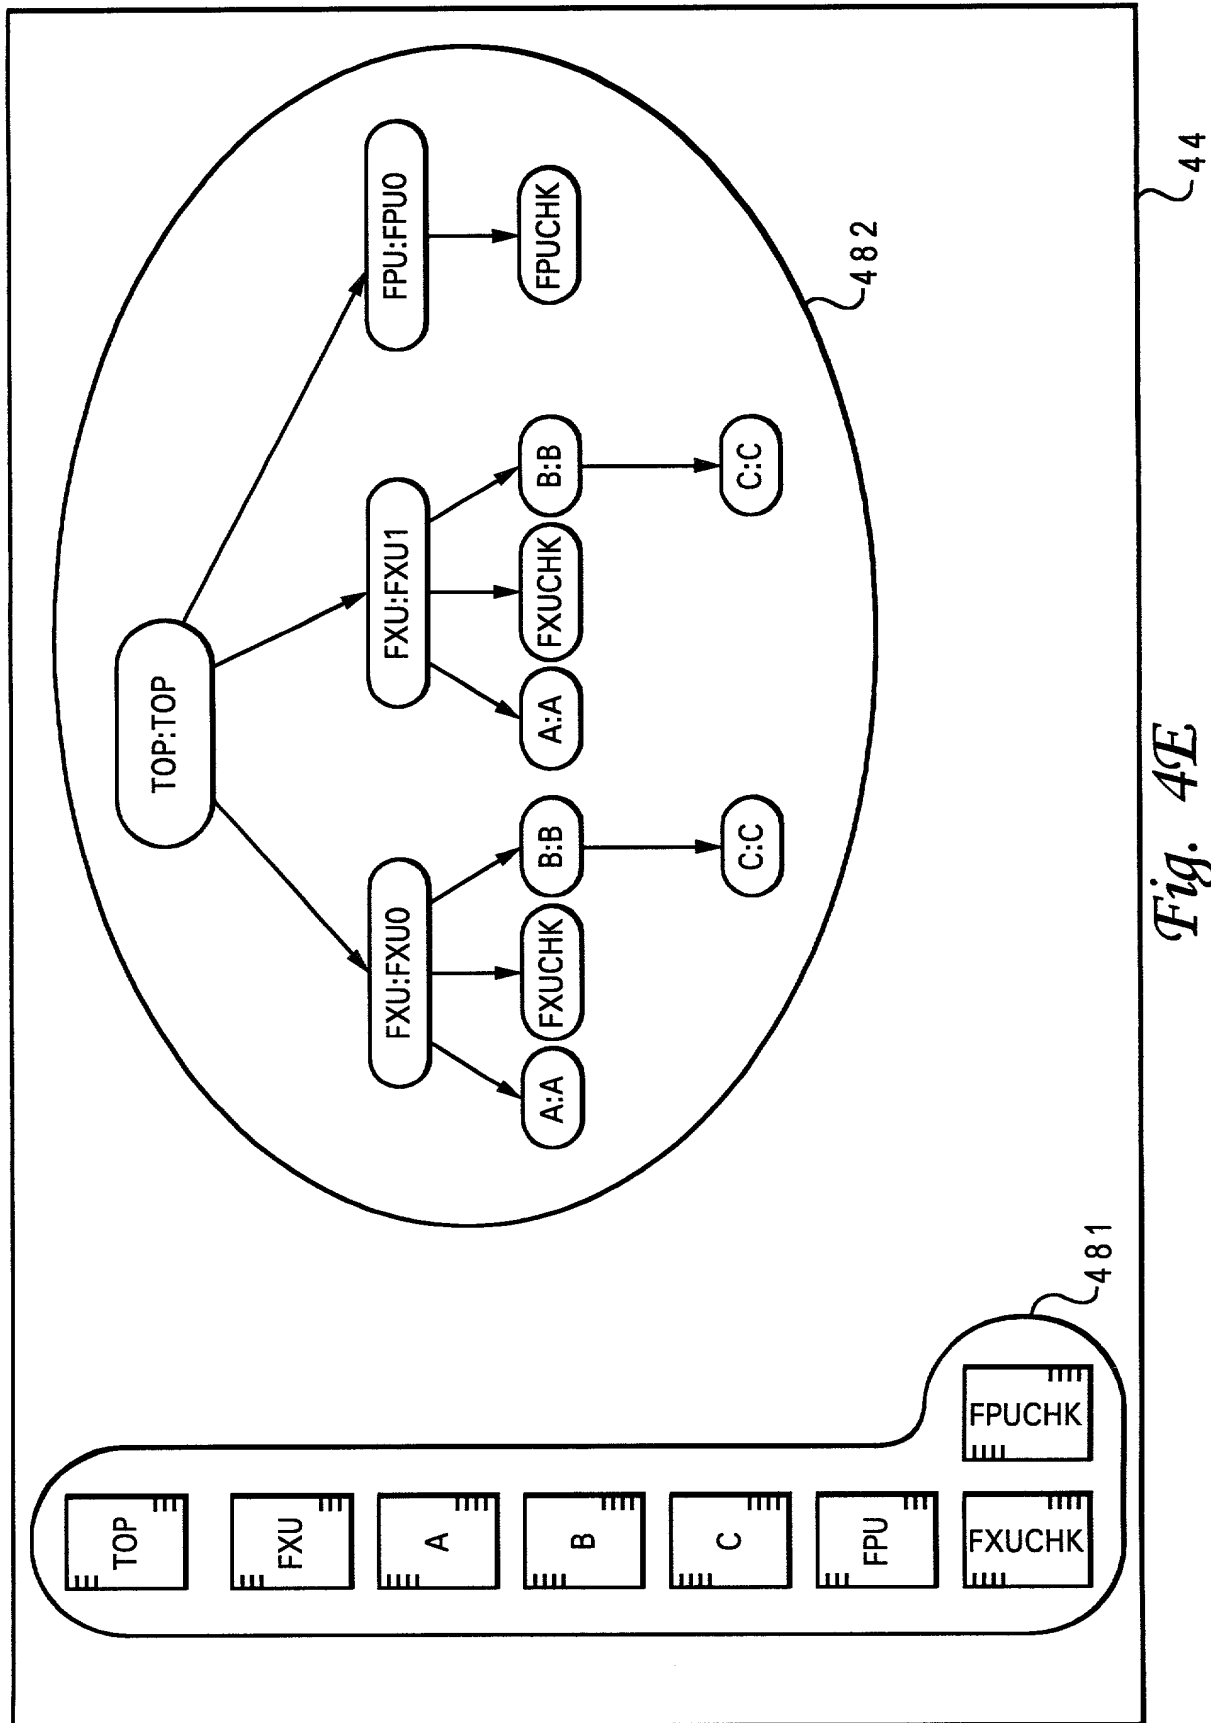 TOP
FXU
A
B
C
FPU
FXUCHK
FPUCHK
481
TOP:TOP
FXU:FXU0
FXU:FXU1
FPU:FPU0
A:A
FXUCHK
B:B
A:A
FXUCHK
B:B
FPUCHK
C:C
C:C
482
44
Fig. 4E